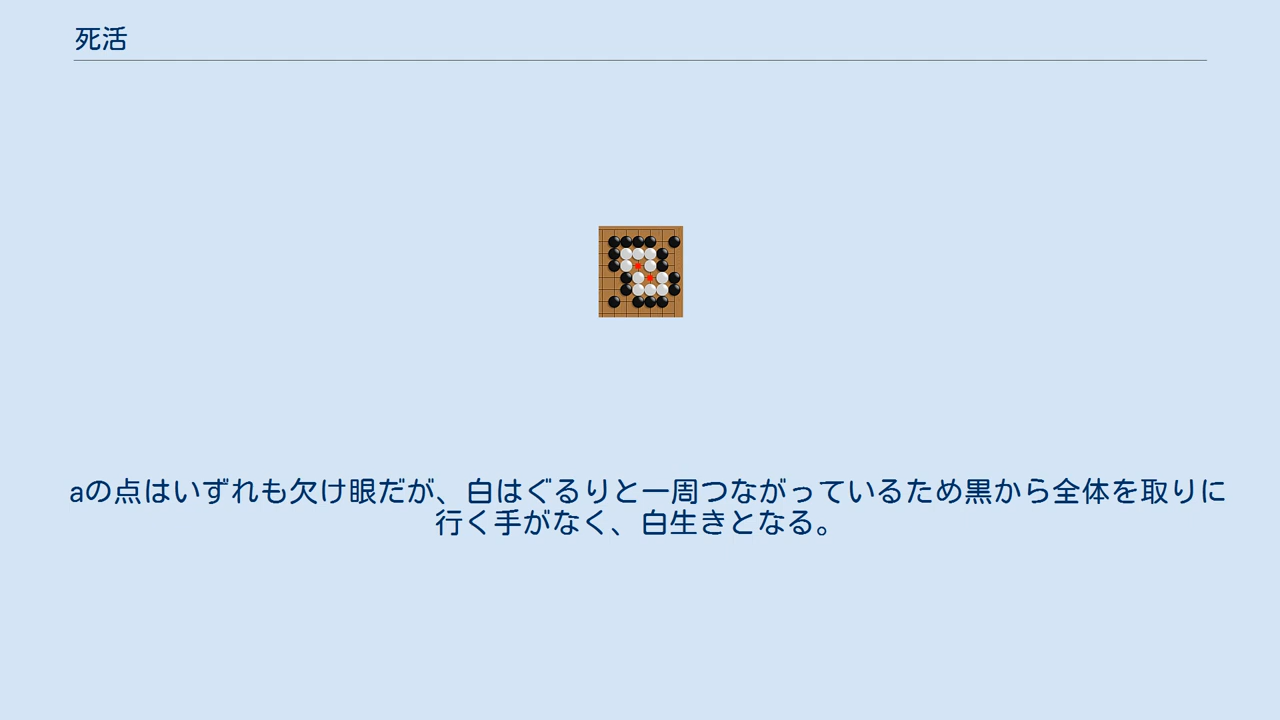 死活
aの点はいずれも欠け眼だが、白はぐるりと一周つながっているため黒から全体を取りに
行く手がなく、白生きとなる。